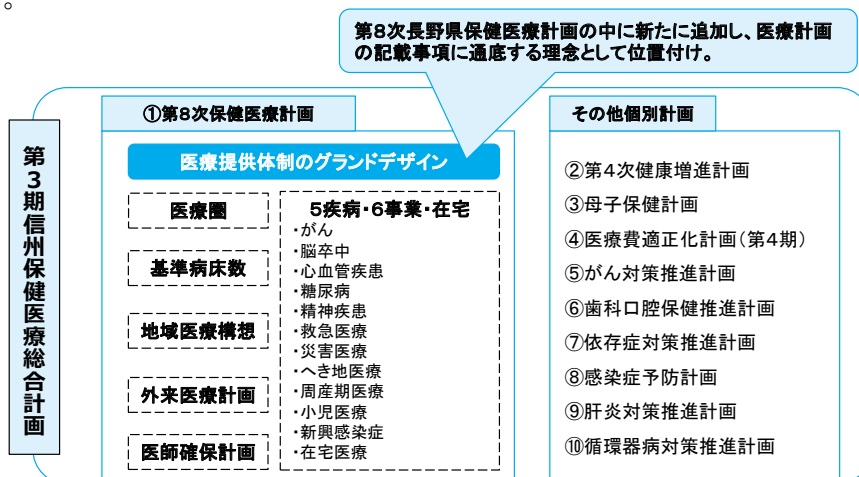 。
第8次長野県保健医療計画の中に新たに追加し、医療計画
の記載事項に通底する理念として位置付け。
第3期信州保健医療総合計画
①第8次保健医療計画
医療提供体制のグランドデザイン
医療圏
基準病床数
地域医療構想
外来医療計画
医師確保計画
5疾病・6事業・在宅
・がん
・脳卒中
・心血管疾患
・糖尿病
・精神疾患
・救急医療
・災害医療
・へき地医療
・周産期医療
・小児医療
・新興感染症
・在宅医療
その他個別計画
②第4次健康増進計画
③母子保健計画
④医療費適正化計画(第4期)
⑤がん対策推進計画
⑥歯科口腔保健推進計画
⑦依存症対策推進計画
⑧感染症予防計画
⑨肝炎対策推進計画
⑩循環器病対策推進計画